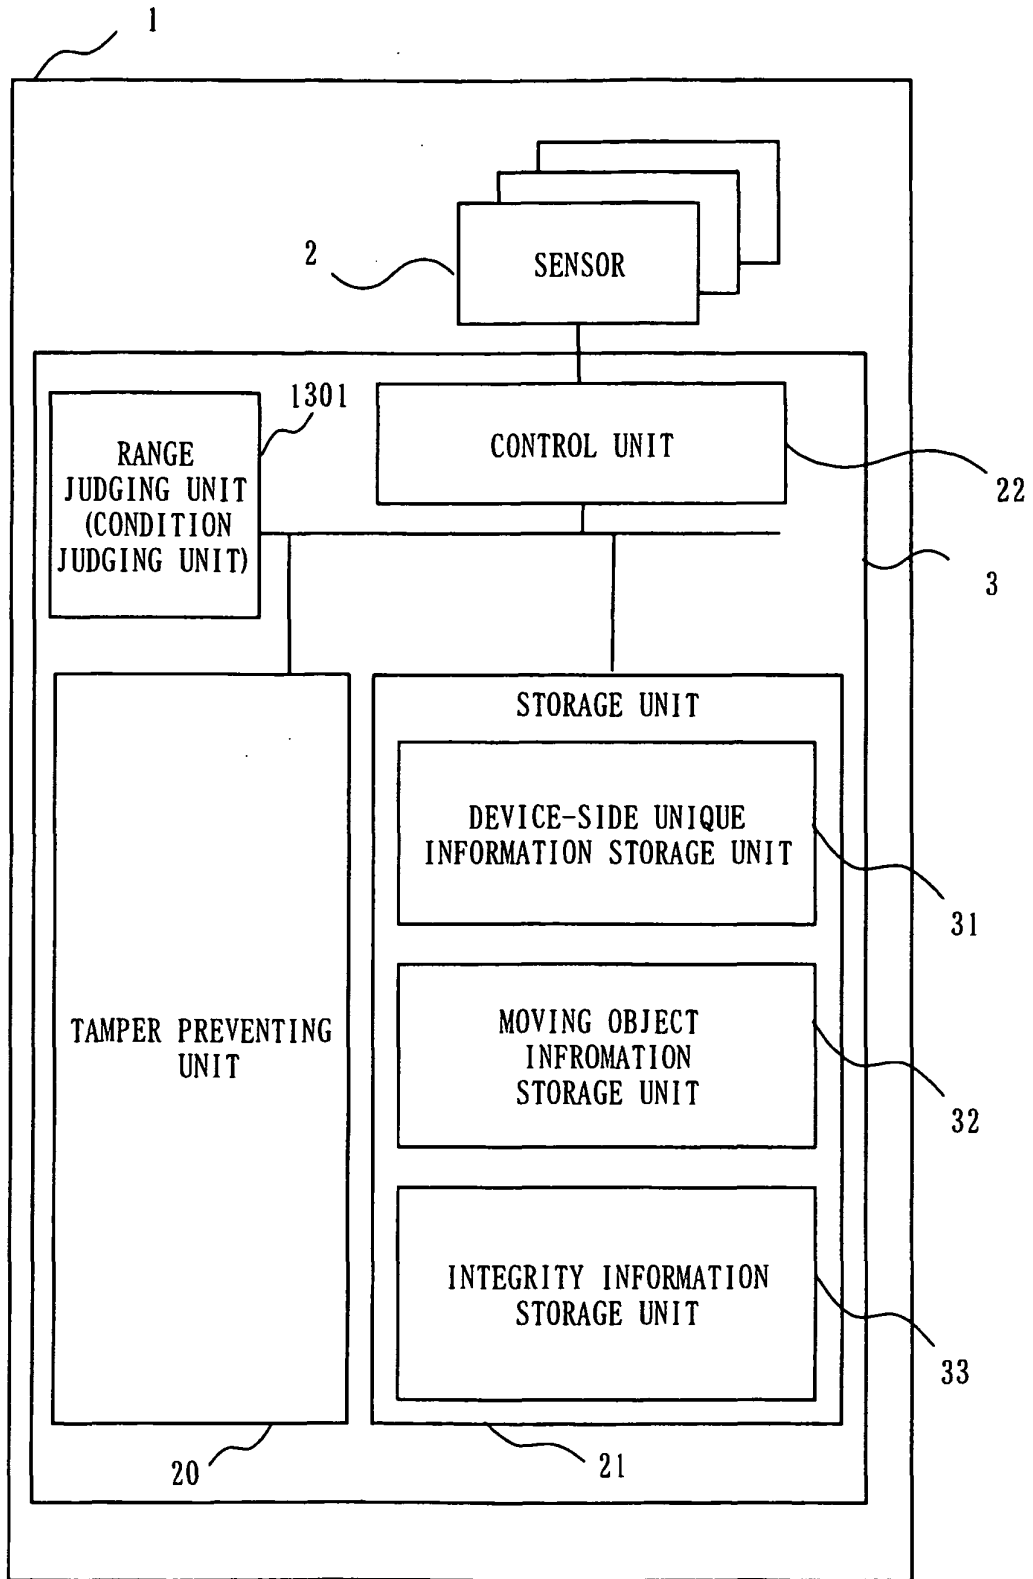 1
2
SENSOR
1301
RANGE
JUDGING UNIT
(CONDITION
JUDGING UNIT)
CONTROL UNIT
22
3
STORAGE UNIT
DEVICE-SIDE UNIQUE
INFORMATION STORAGE UNIT
31
TAMPER PREVENTING
UNIT
MOVING OBJECT
INFROMATION
STORAGE UNIT
32
INTEGRITY INFORMATION
STORAGE UNIT
33
20
21